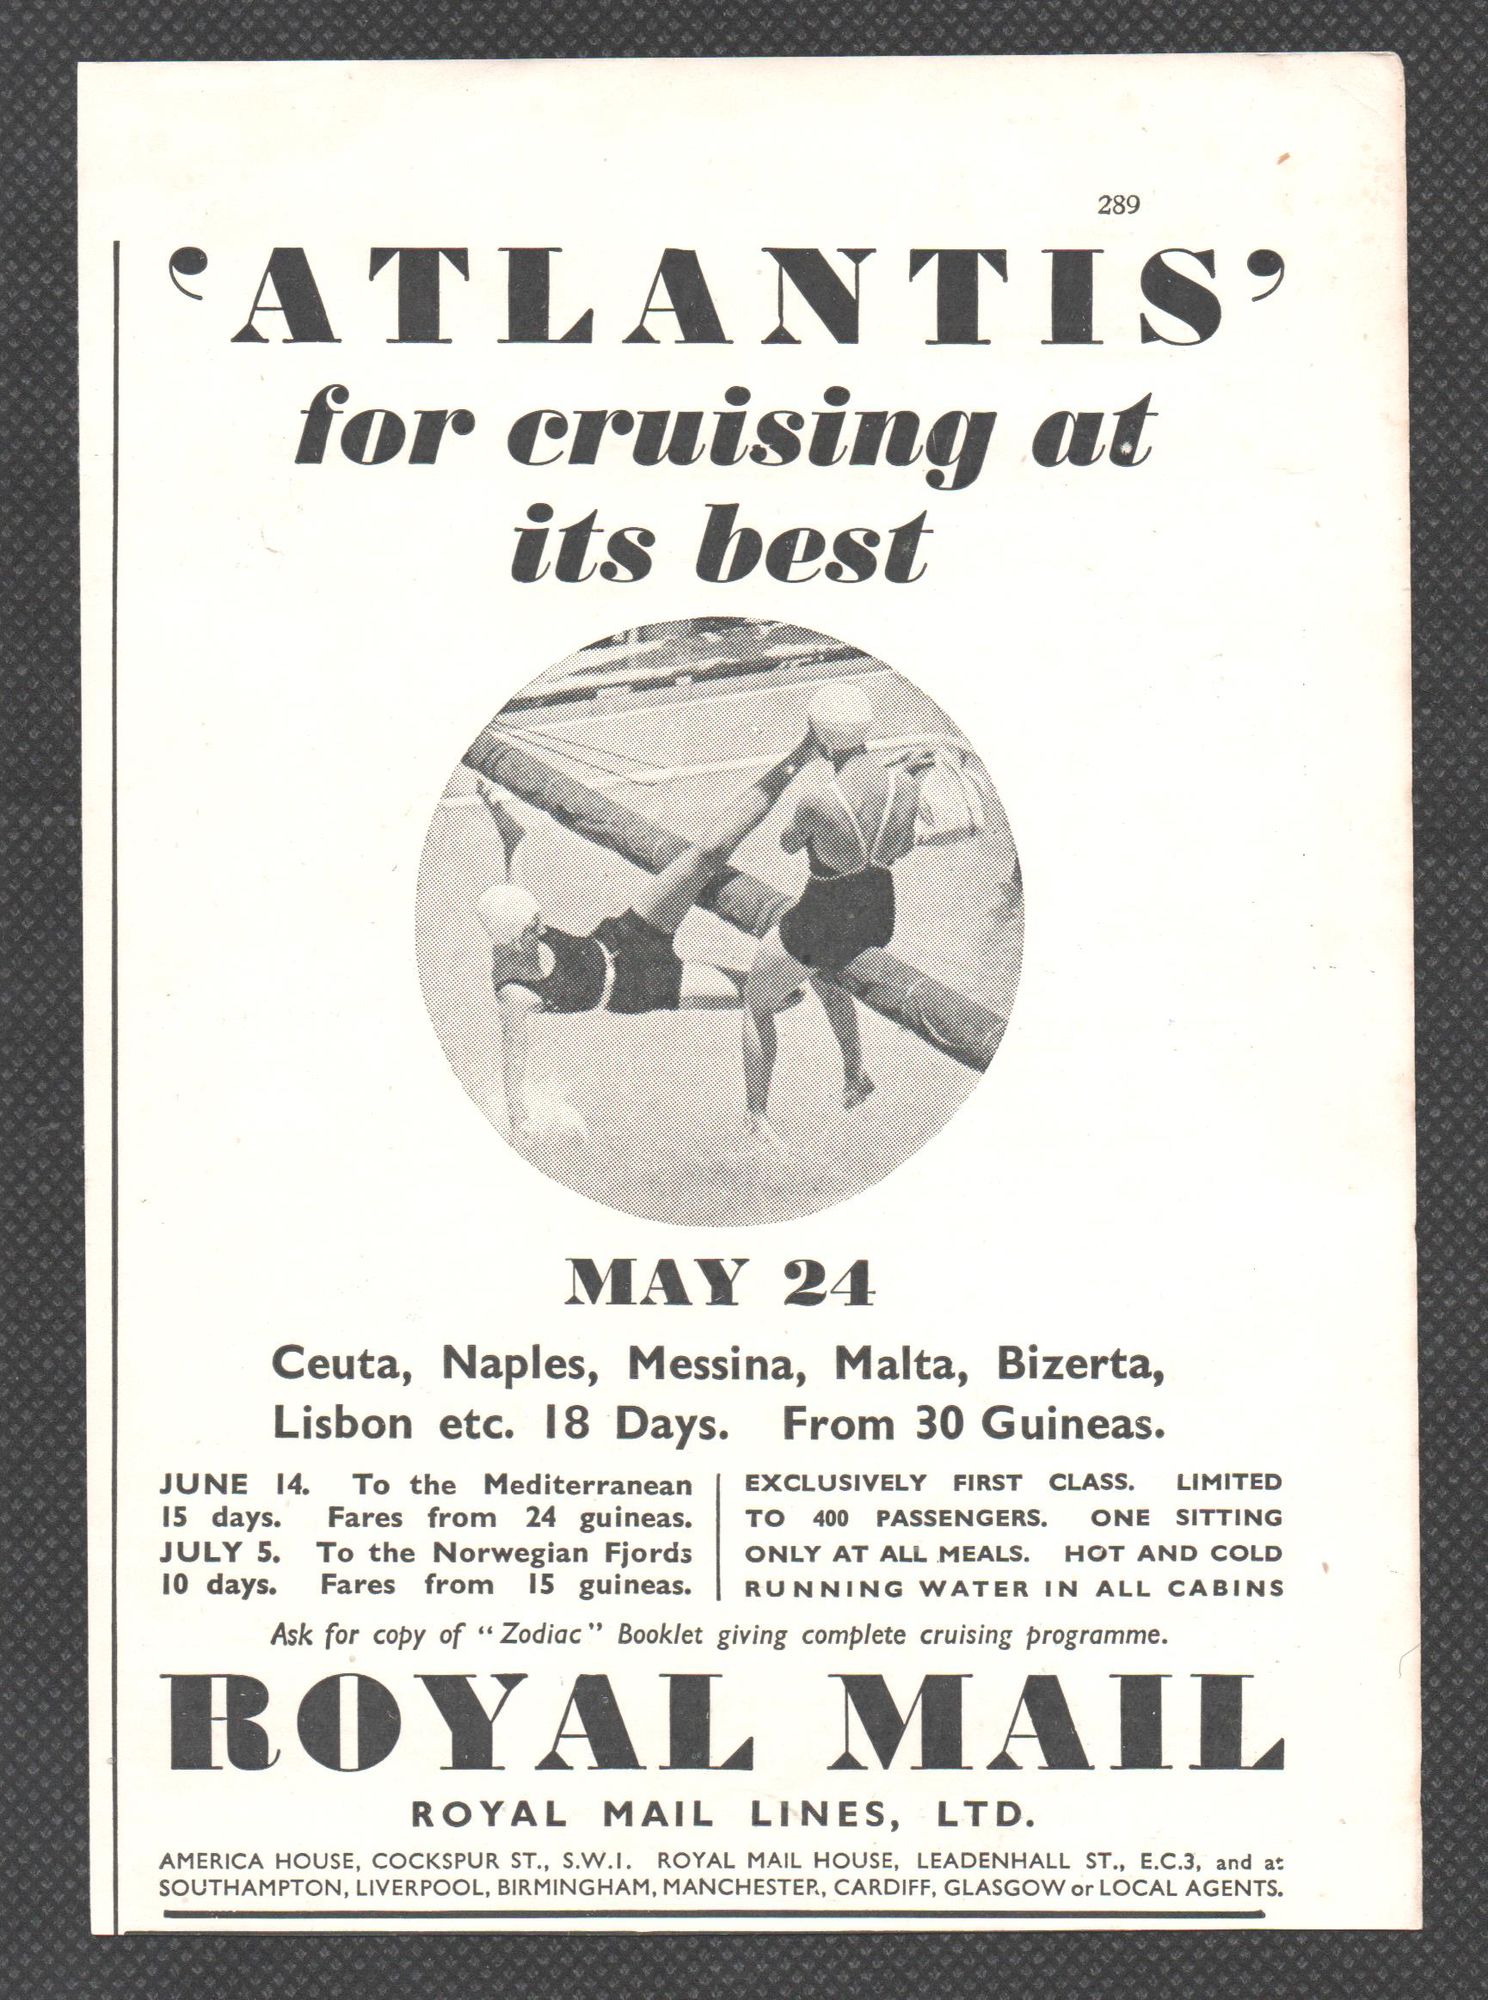 289
‘ATLANTIS’
for cruising at
its best
MAY 24
Ceuta, Naples, Messina, Malta, Bizerta,
Lisbon etc. 18 Days. From 30 Guineas.
JUNE 14. To the Mediterranean
15 days. Fares from 24 guineas.
JULY 5. To the Norwegian Fjords
10 days. Fares from 15 guineas.
EXCLUSIVELY FIRST CLASS. LIMITED
TO 400 PASSENGERS. ONE SITTING
ONLY AT ALL MEALS. HOT AND COLD
RUNNING WATER IN ALL CABINS
Ask for copy of “Zodiac” Booklet giving complete cruising programme.
ROYAL MAIL
ROYAL MAIL LINES, LTD.
AMERICA HOUSE, COCKSPUR ST., S.W.1. ROYAL MAIL HOUSE, LEADENHALL ST., E.C.3, and at
SOUTHAMPTON, LIVERPOOL, BIRMINGHAM, MANCHESTER, CARDIFF, GLASGOW or LOCAL AGENTS.